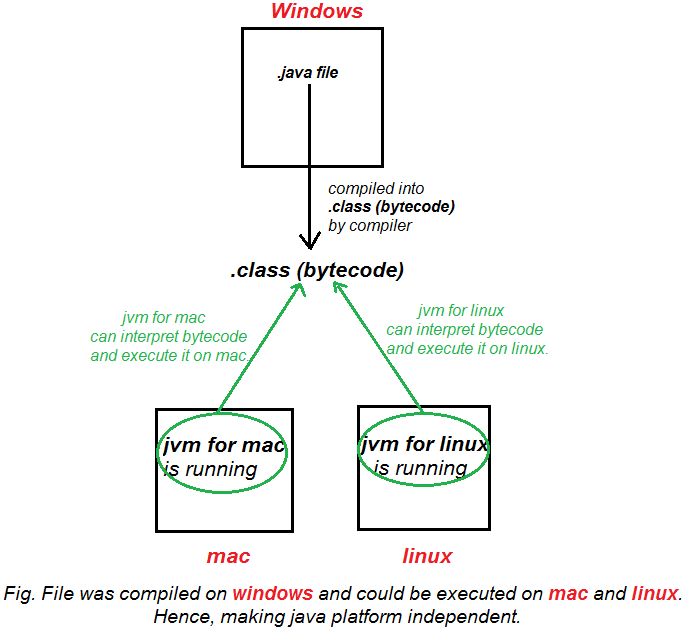 Windows
.java file
compiled into
.class (bytecode)
by compiler
.class (bytecode)
jvm for mac
can interpret bytecode
and execute it on mac.
jvm for linux
can interpret bytecode
and execute it on linux.
jvm for mac
is running
jvm for linux
is running
mac
linux
Fig. File was compiled on windows and could be executed on mac and linux.
Hence, making java platform independent.